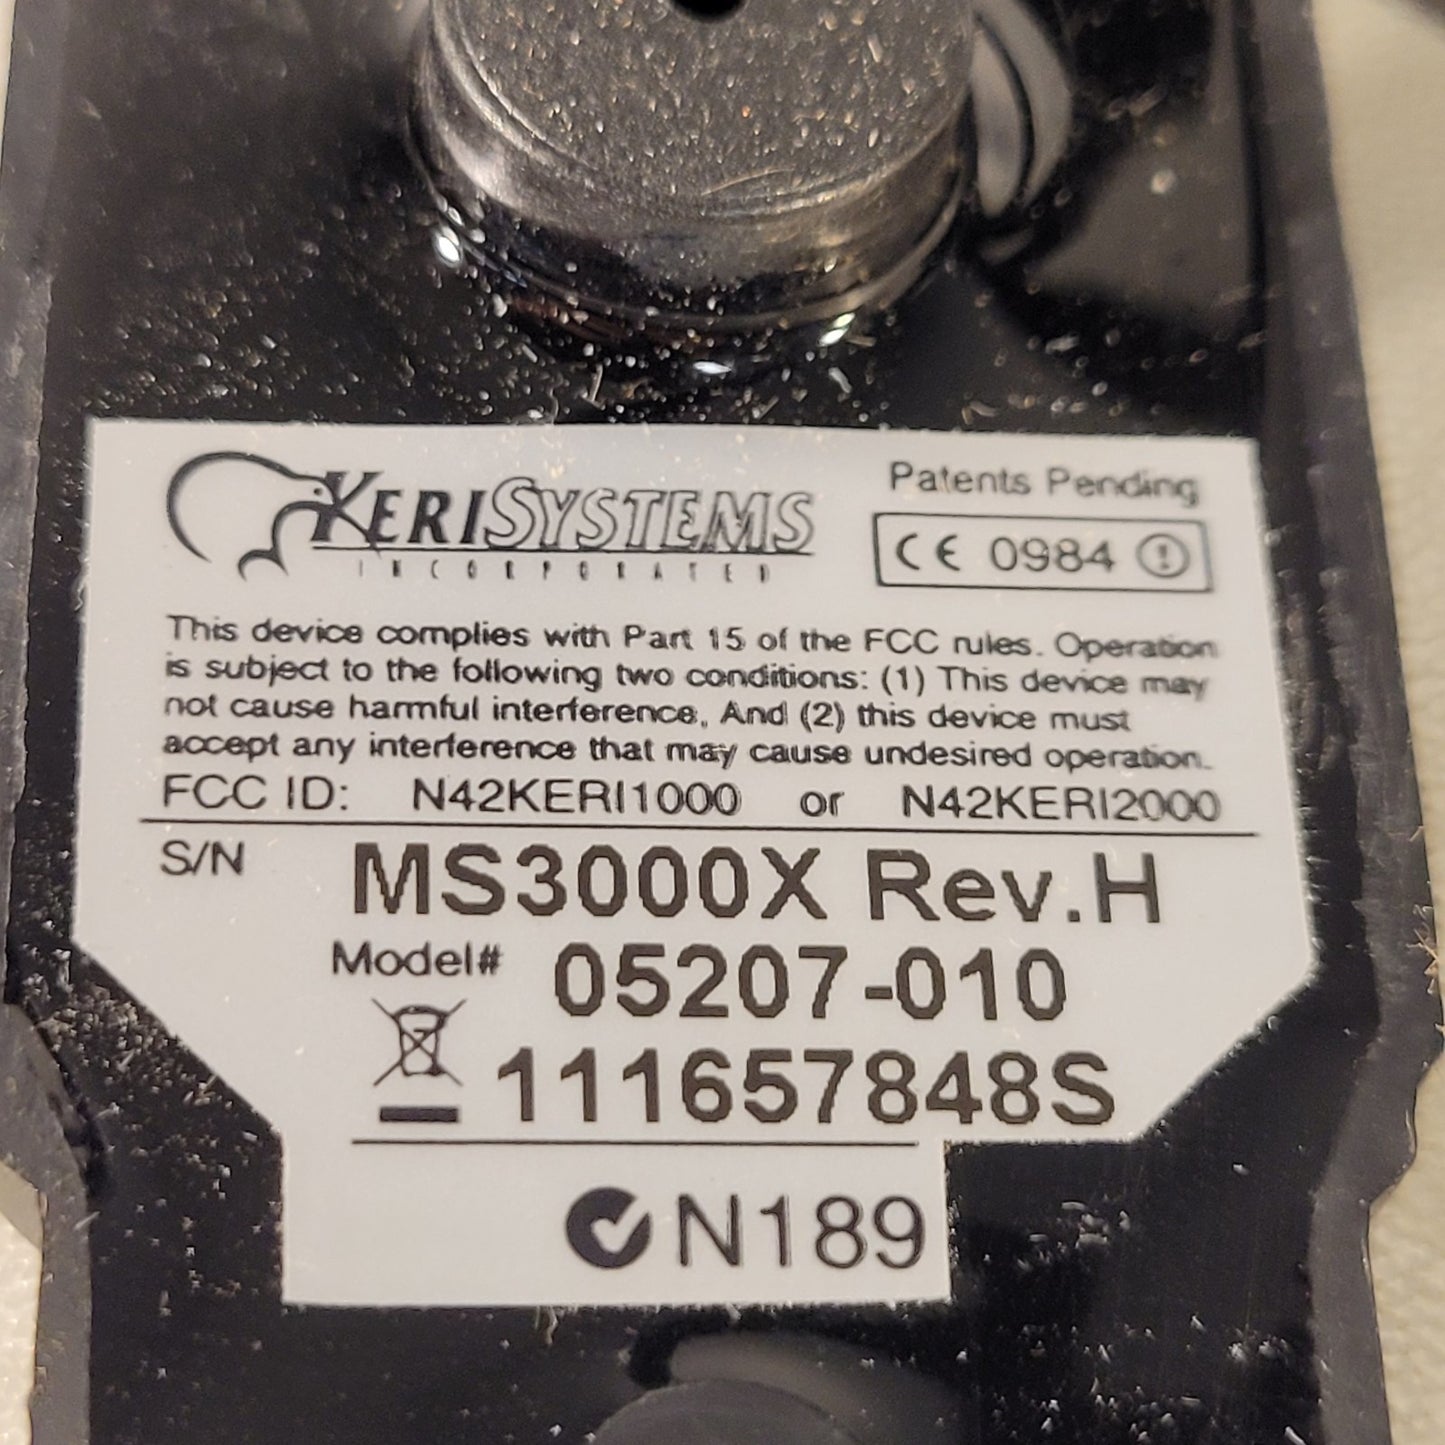 KERISYSTEMS
INCORPORATED
Patents Pending
CE 0984
This device complies with Part 15 of the FCC rules. Operation
is subject to the following two conditions: (1) This device may
not cause harmful interference, And (2) this device must
accept any interference that may cause undesired operation.
FCC ID: N42KERI1000 or N42KERI2000
S/N MS3000X Rev.H
Model# 05207-010
111657848S
N189